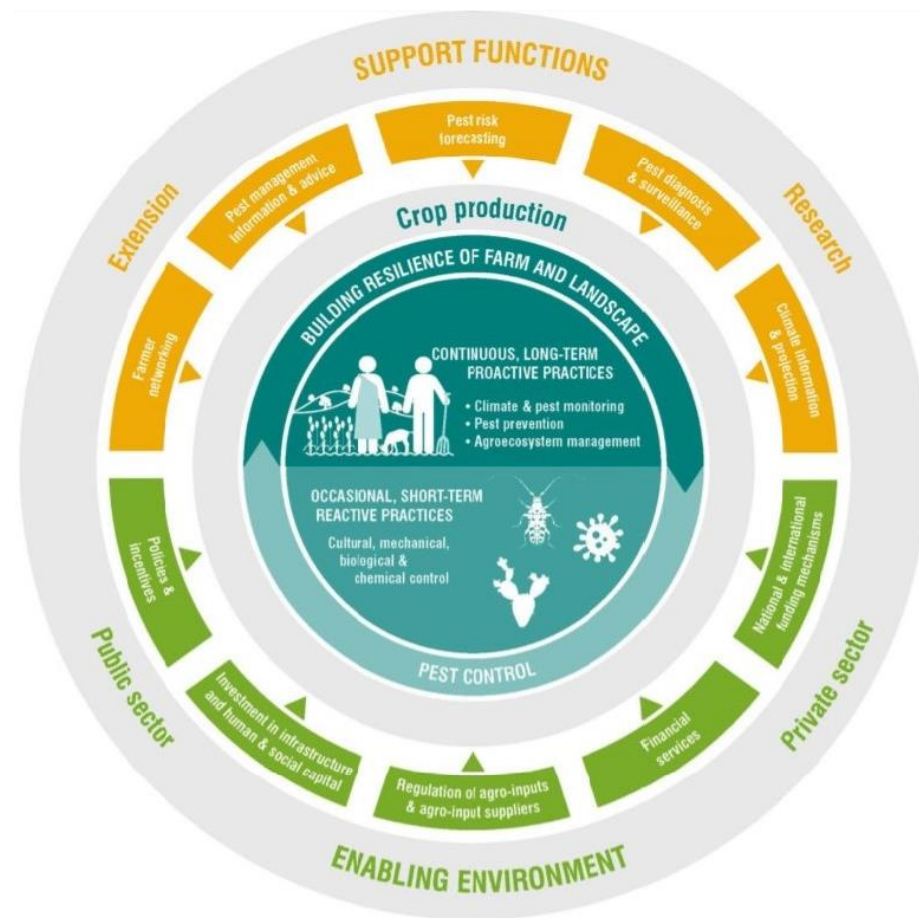 SUPPORT FUNCTIONS
Extension
Research
Pest risk
forecasting
Pest management
Information & advice
Pest diagnosis
& surveillance
Farmer
networking
Climate information
& projection
Crop production
BUILDING RESILIENCE OF FARM AND LANDSCAPE
CONTINUOUS, LONG-TERM
PROACTIVE PRACTICES
• Climate & pest monitoring
• Pest prevention
• Agroecosystem management
OCCASIONAL, SHORT-TERM
REACTIVE PRACTICES
Cultural, mechanical,
biological &
chemical control
PEST CONTROL
Policies &
incentives
National & international
funding mechanisms
Investment in infrastructure
and human & social capital
Financial
services
Regulation of agro-inputs
& agro-input suppliers
Public sector
Private sector
ENABLING ENVIRONMENT